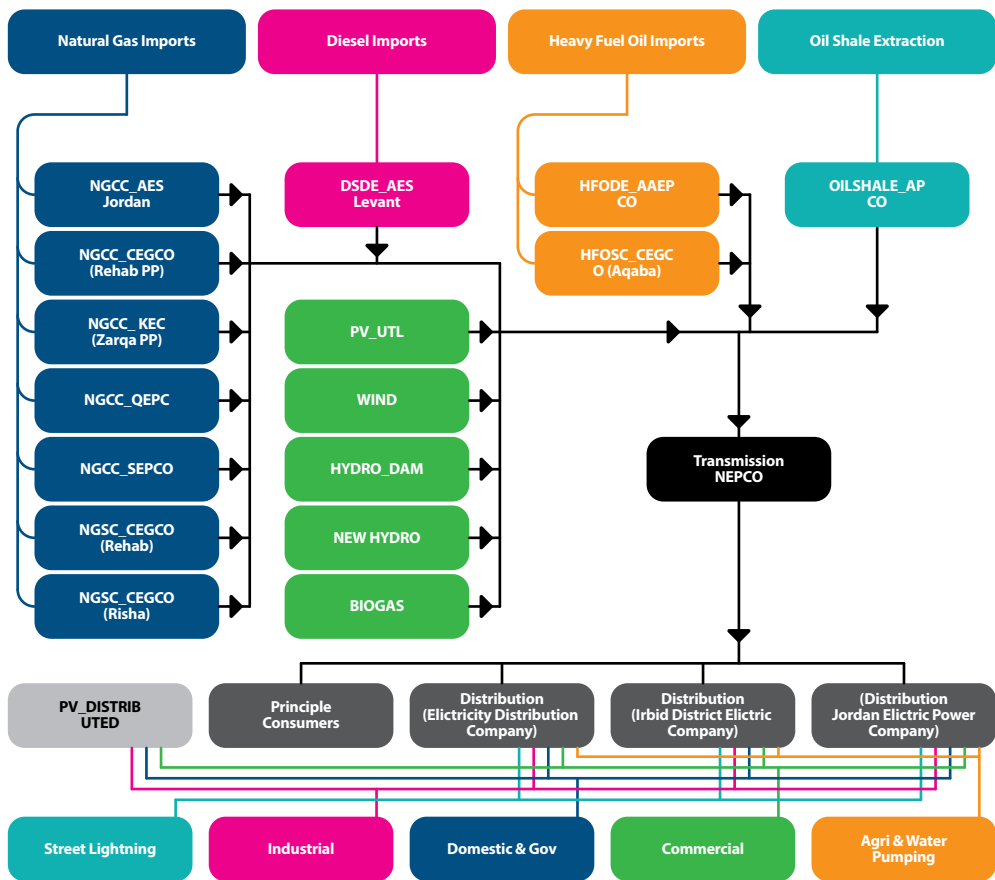 Natural Gas Imports
Diesel Imports
Heavy Fuel Oil Imports
Oil Shale Extraction
NGCC_AES
Jordan
DSDE_AES
Levant
HFODE_AAEP
CO
OILSHALE_AP
CO
NGCC_CEGCO
(Rehab PP)
HFOSC_CEGC
O (Aqaba)
NGCC_ KEC
(Zarqa PP)
PV_UTL
NGCC_QEPC
WIND
NGCC_SEPCO
HYDRO_DAM
Transmission
NEPCO
NGSC_CEGCO
(Rehab)
NEW HYDRO
NGSC_CEGCO
(Risha)
BIOGAS
PV_DISTRIB
UTED
Principle
Consumers
Distribution
(Elictricity Distribution
Company)
Distribution
(Irbid District Elictric
Company)
(Distribution
Jordan Elictric Power
Company)
Street Lightning
Industrial
Domestic & Gov
Commercial
Agri & Water
Pumping